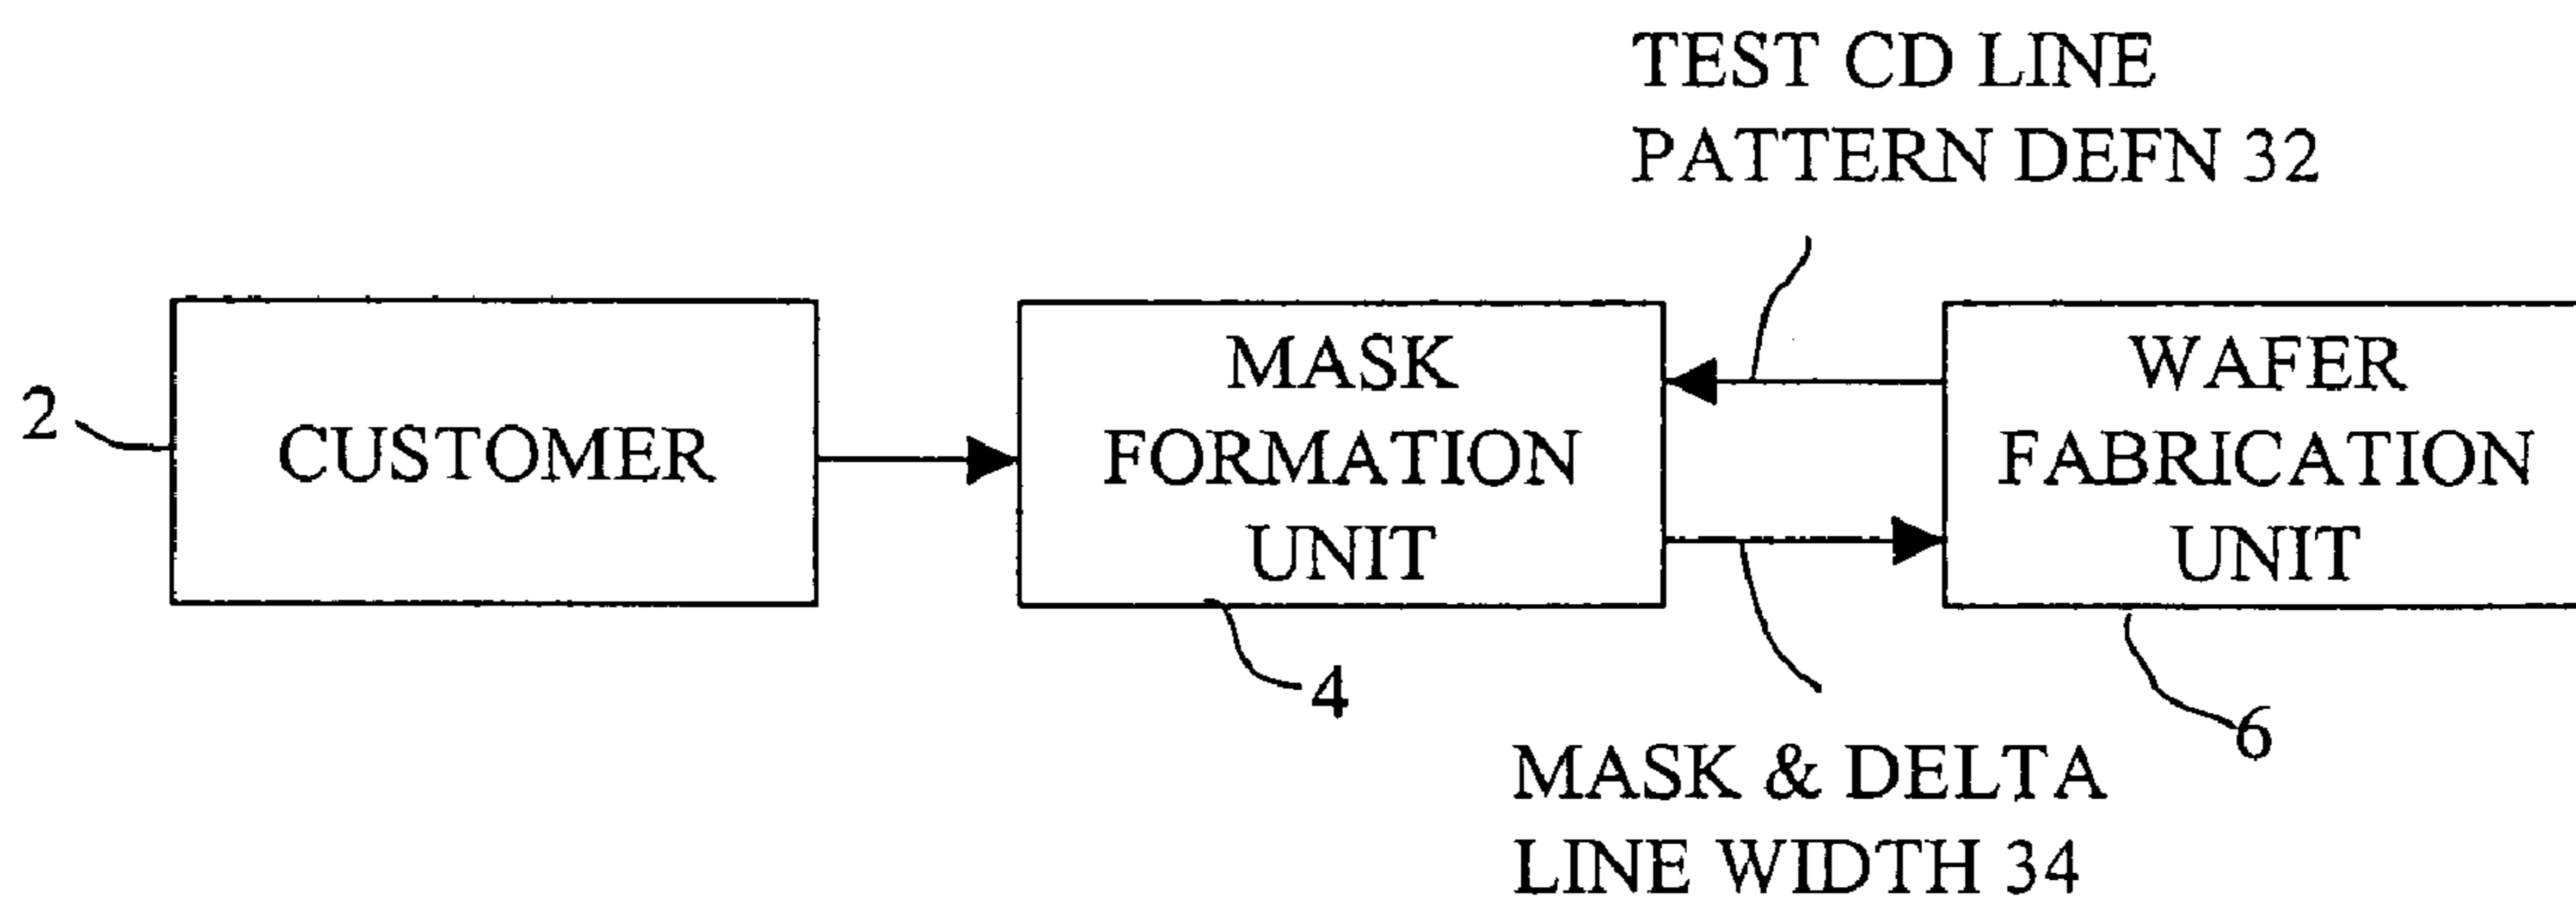 TEST CD LINE
PATTERN DEFN 32
2
CUSTOMER
MASK
FORMATION
UNIT
4
WAFER
FABRICATION
UNIT
6
MASK & DELTA
LINE WIDTH 34